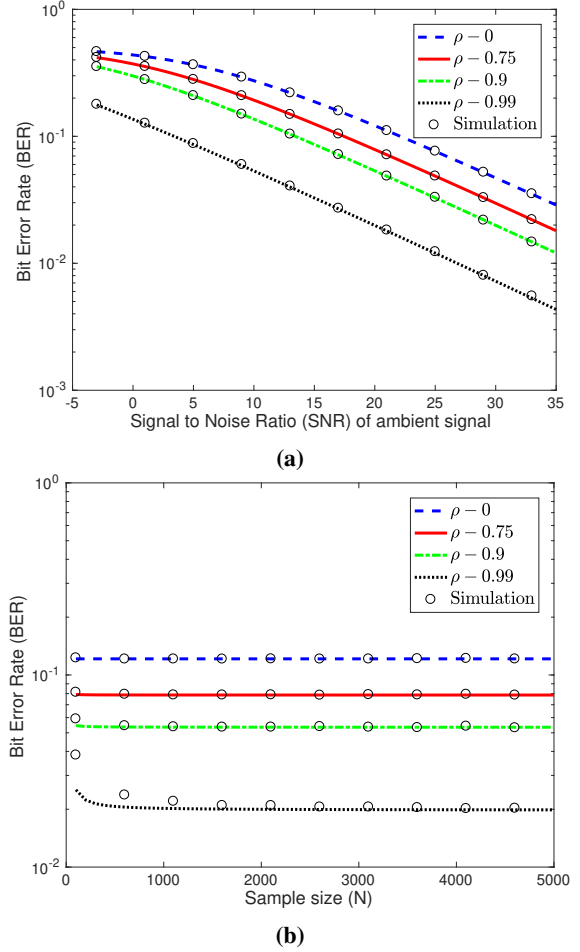 10^0
10^-1
10^-2
10^-3
Bit Error Rate (BER)
-5 0 5 10 15 20 25 30 35
Signal to Noise Ratio (SNR) of ambient signal
ρ − 0
ρ − 0.75
ρ − 0.9
ρ − 0.99
Simulation
(a)
10^0
10^-1
10^-2
Bit Error Rate (BER)
0 1000 2000 3000 4000 5000
Sample size (N)
ρ − 0
ρ − 0.75
ρ − 0.9
ρ − 0.99
Simulation
(b)